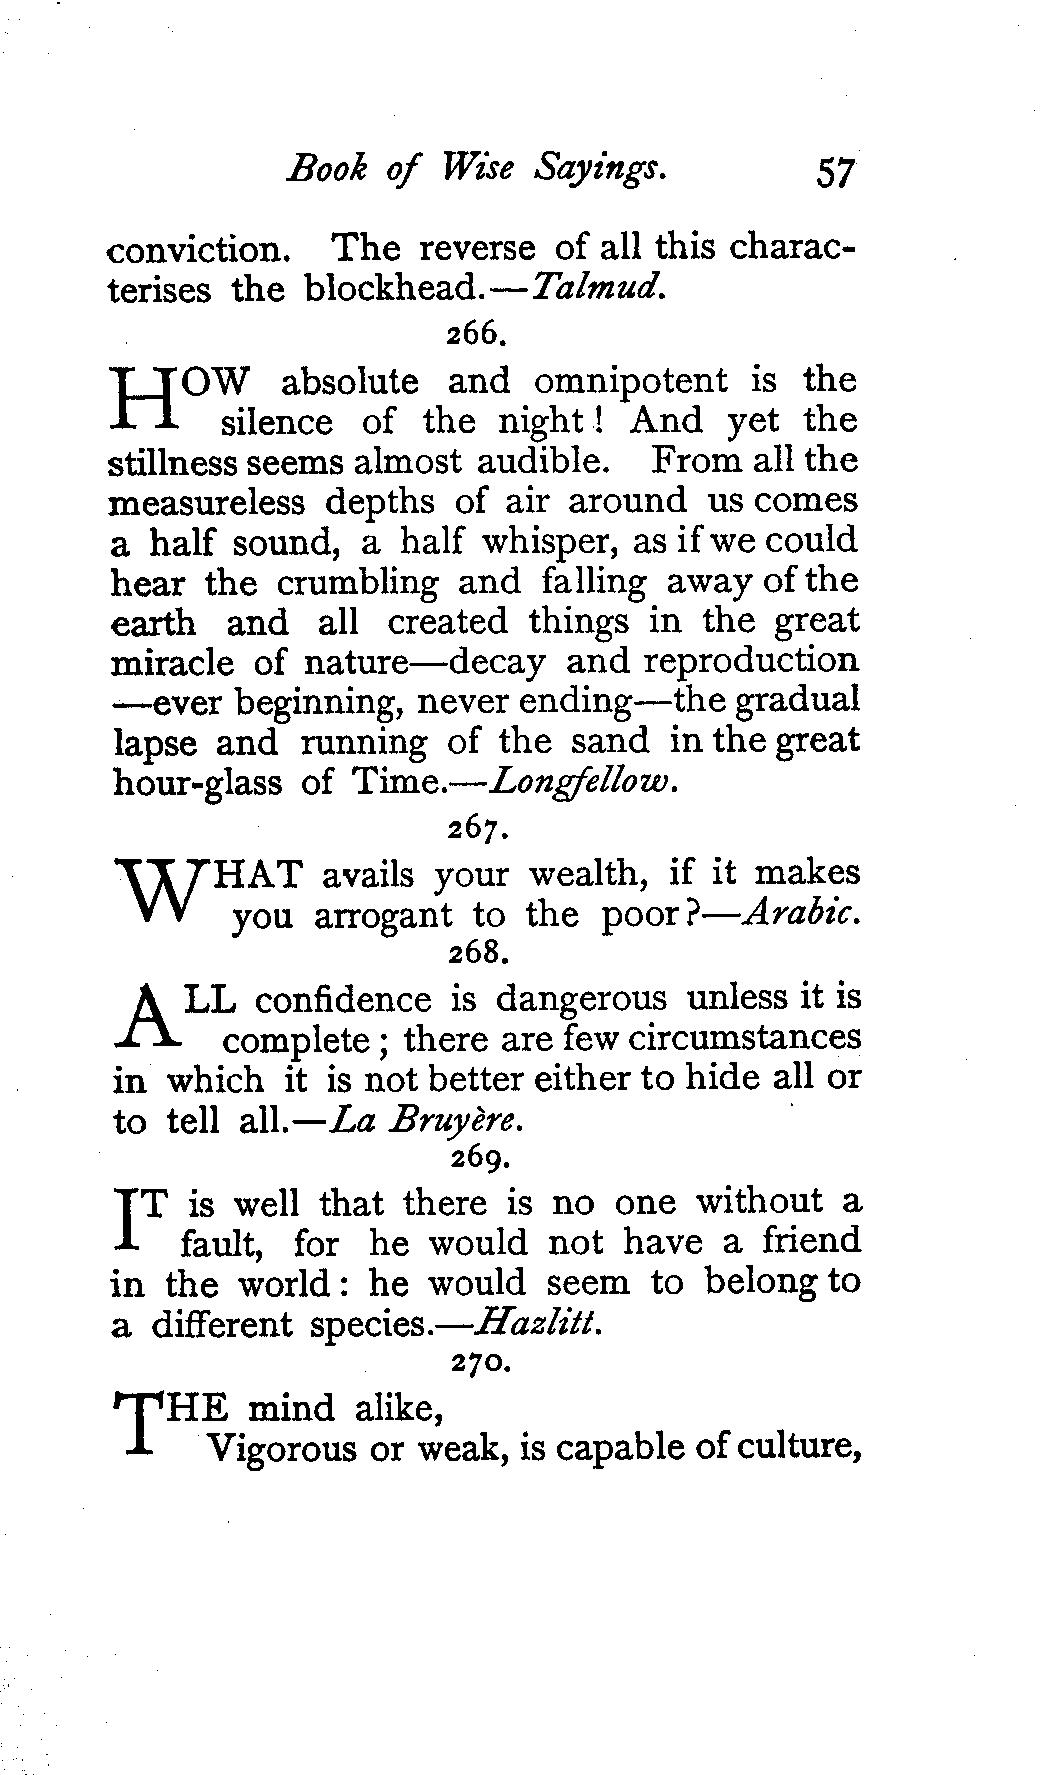 Book of Wise Sayings. 57
conviction. The reverse of all this charac-
terises the blockhead.—Talmud.
266.
HOW absolute and omnipotent is the
silence of the night! And yet the
stillness seems almost audible. From all the
measureless depths of air around us comes
a half sound, a half whisper, as if we could
hear the crumbling and falling away of the
earth and all created things in the great
miracle of nature—decay and reproduction
—ever beginning, never ending—the gradual
lapse and running of the sand in the great
hour-glass of Time.—Longfellow.
267.
WHAT avails your wealth, if it makes
you arrogant to the poor?—Arabic.
268.
ALL confidence is dangerous unless it is
complete; there are few circumstances
in which it is not better either to hide all or
to tell all.—La Bruyère.
269.
IT is well that there is no one without a
fault, for he would not have a friend
in the world: he would seem to belong to
a different species.—Hazlitt.
270.
THE mind alike,
Vigorous or weak, is capable of culture,